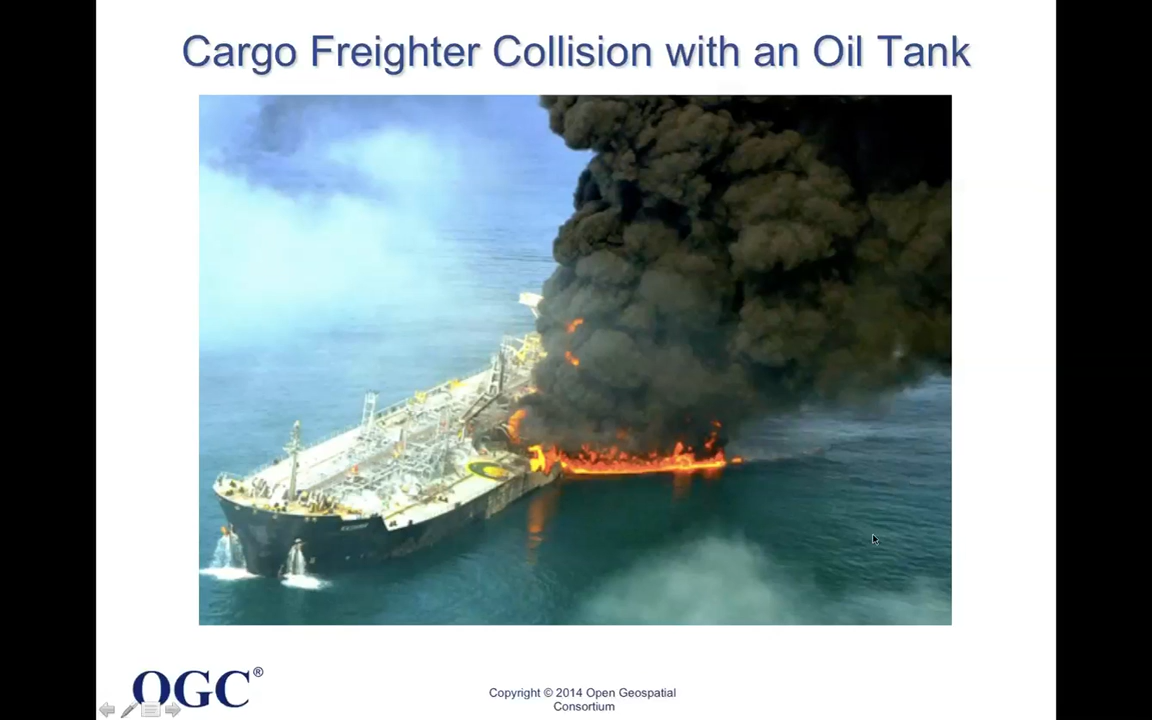 Cargo Freighter Collision with an Oil Tank
OGC®
Copyright © 2014 Open Geospatial
Consortium